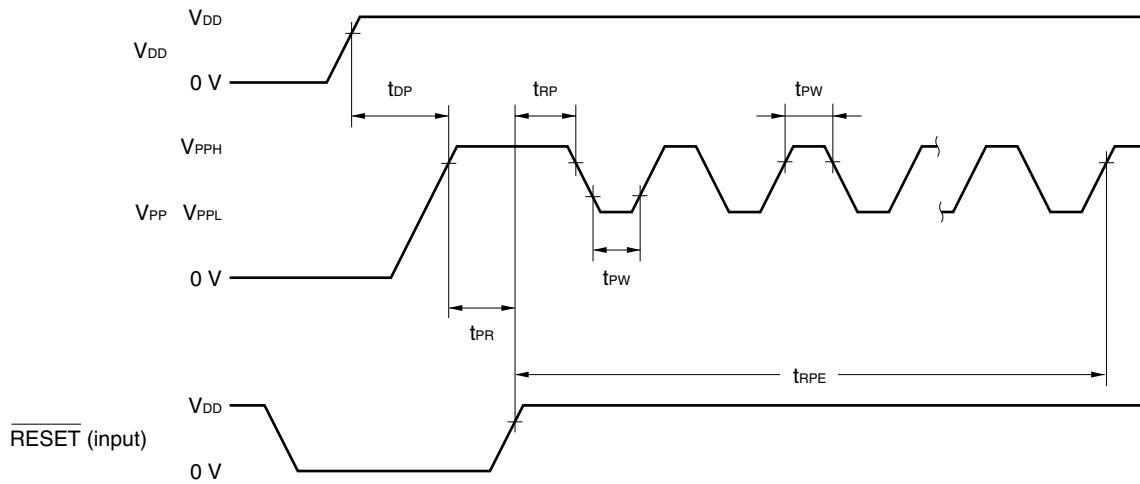 VDD
VDD
0 V
tDP
tRP
tPW
VPPH
VPP VPPL
0 V
tPW
tPR
tRPE
VDD
RESET (input)
0 V